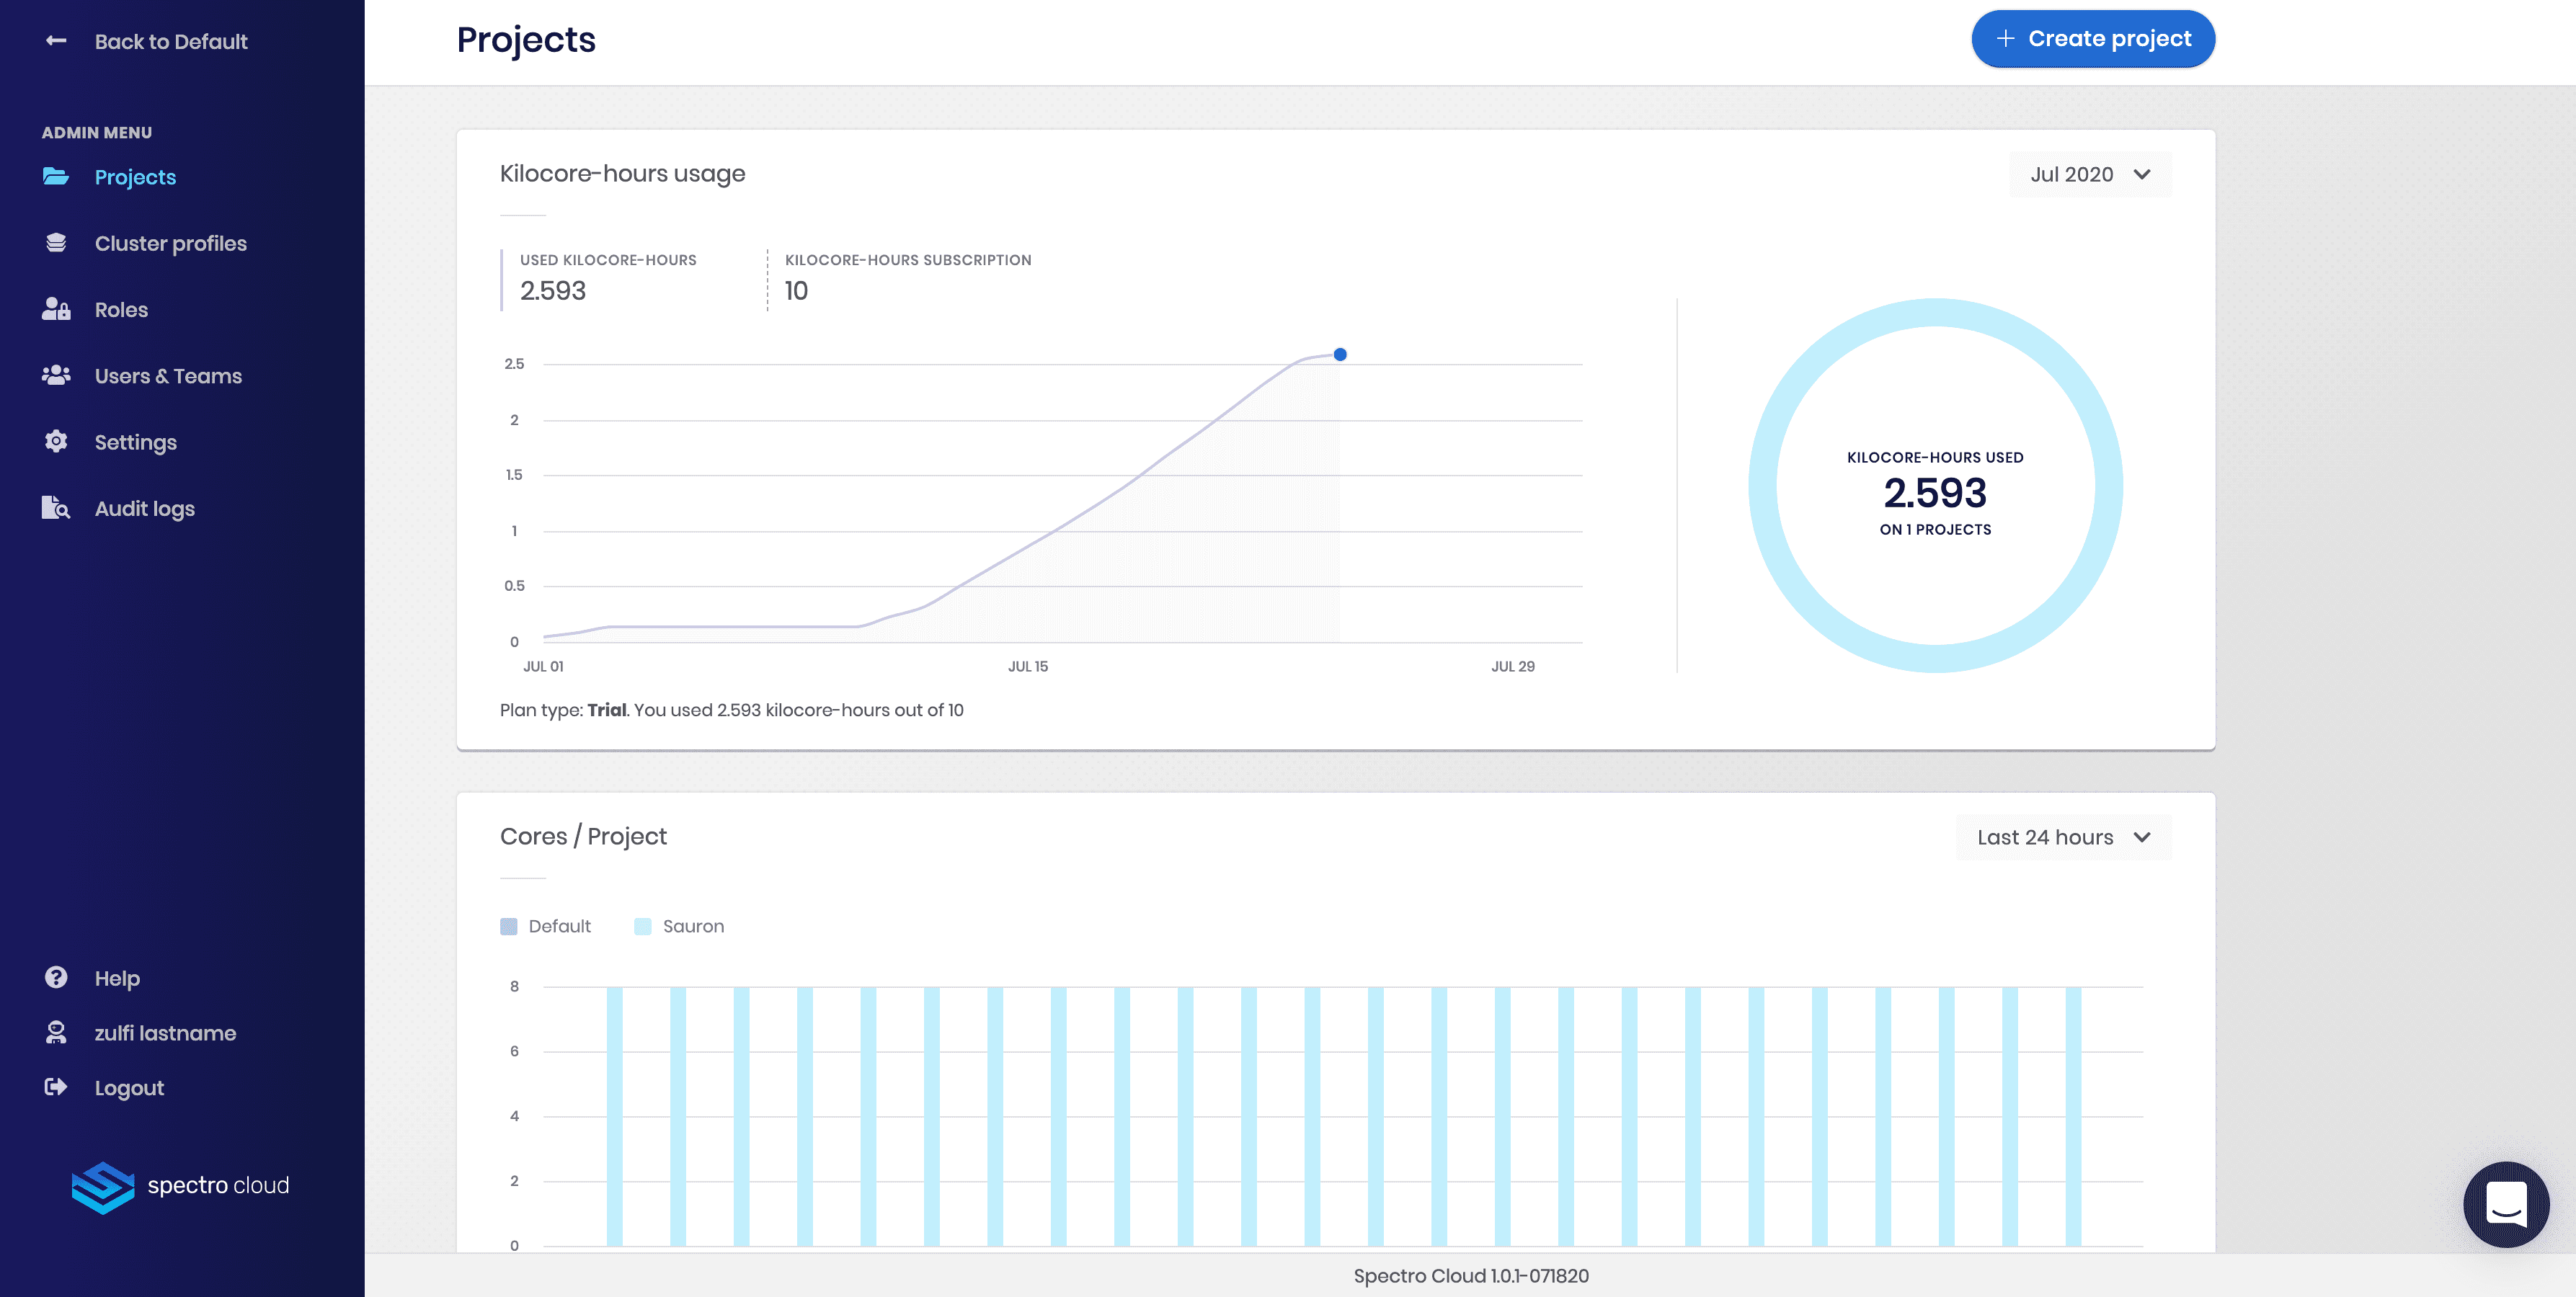 Back to Default
ADMIN MENU
Projects
Cluster profiles
Roles
Users & Teams
Settings
Audit logs
Help
zulfi lastname
Logout
spectro cloud
Projects
+ Create project
Kilocore-hours usage
Jul 2020
USED KILOCORE-HOURS
2.593
KILOCORE-HOURS SUBSCRIPTION
10
2.5
2
1.5
1
0.5
0
JUL 01
JUL 15
JUL 29
KILOCORE-HOURS USED
2.593
ON 1 PROJECTS
Plan type: Trial. You used 2.593 kilocore-hours out of 10
Cores / Project
Last 24 hours
Default
Sauron
8
6
4
2
0
Spectro Cloud 1.0.1-071820